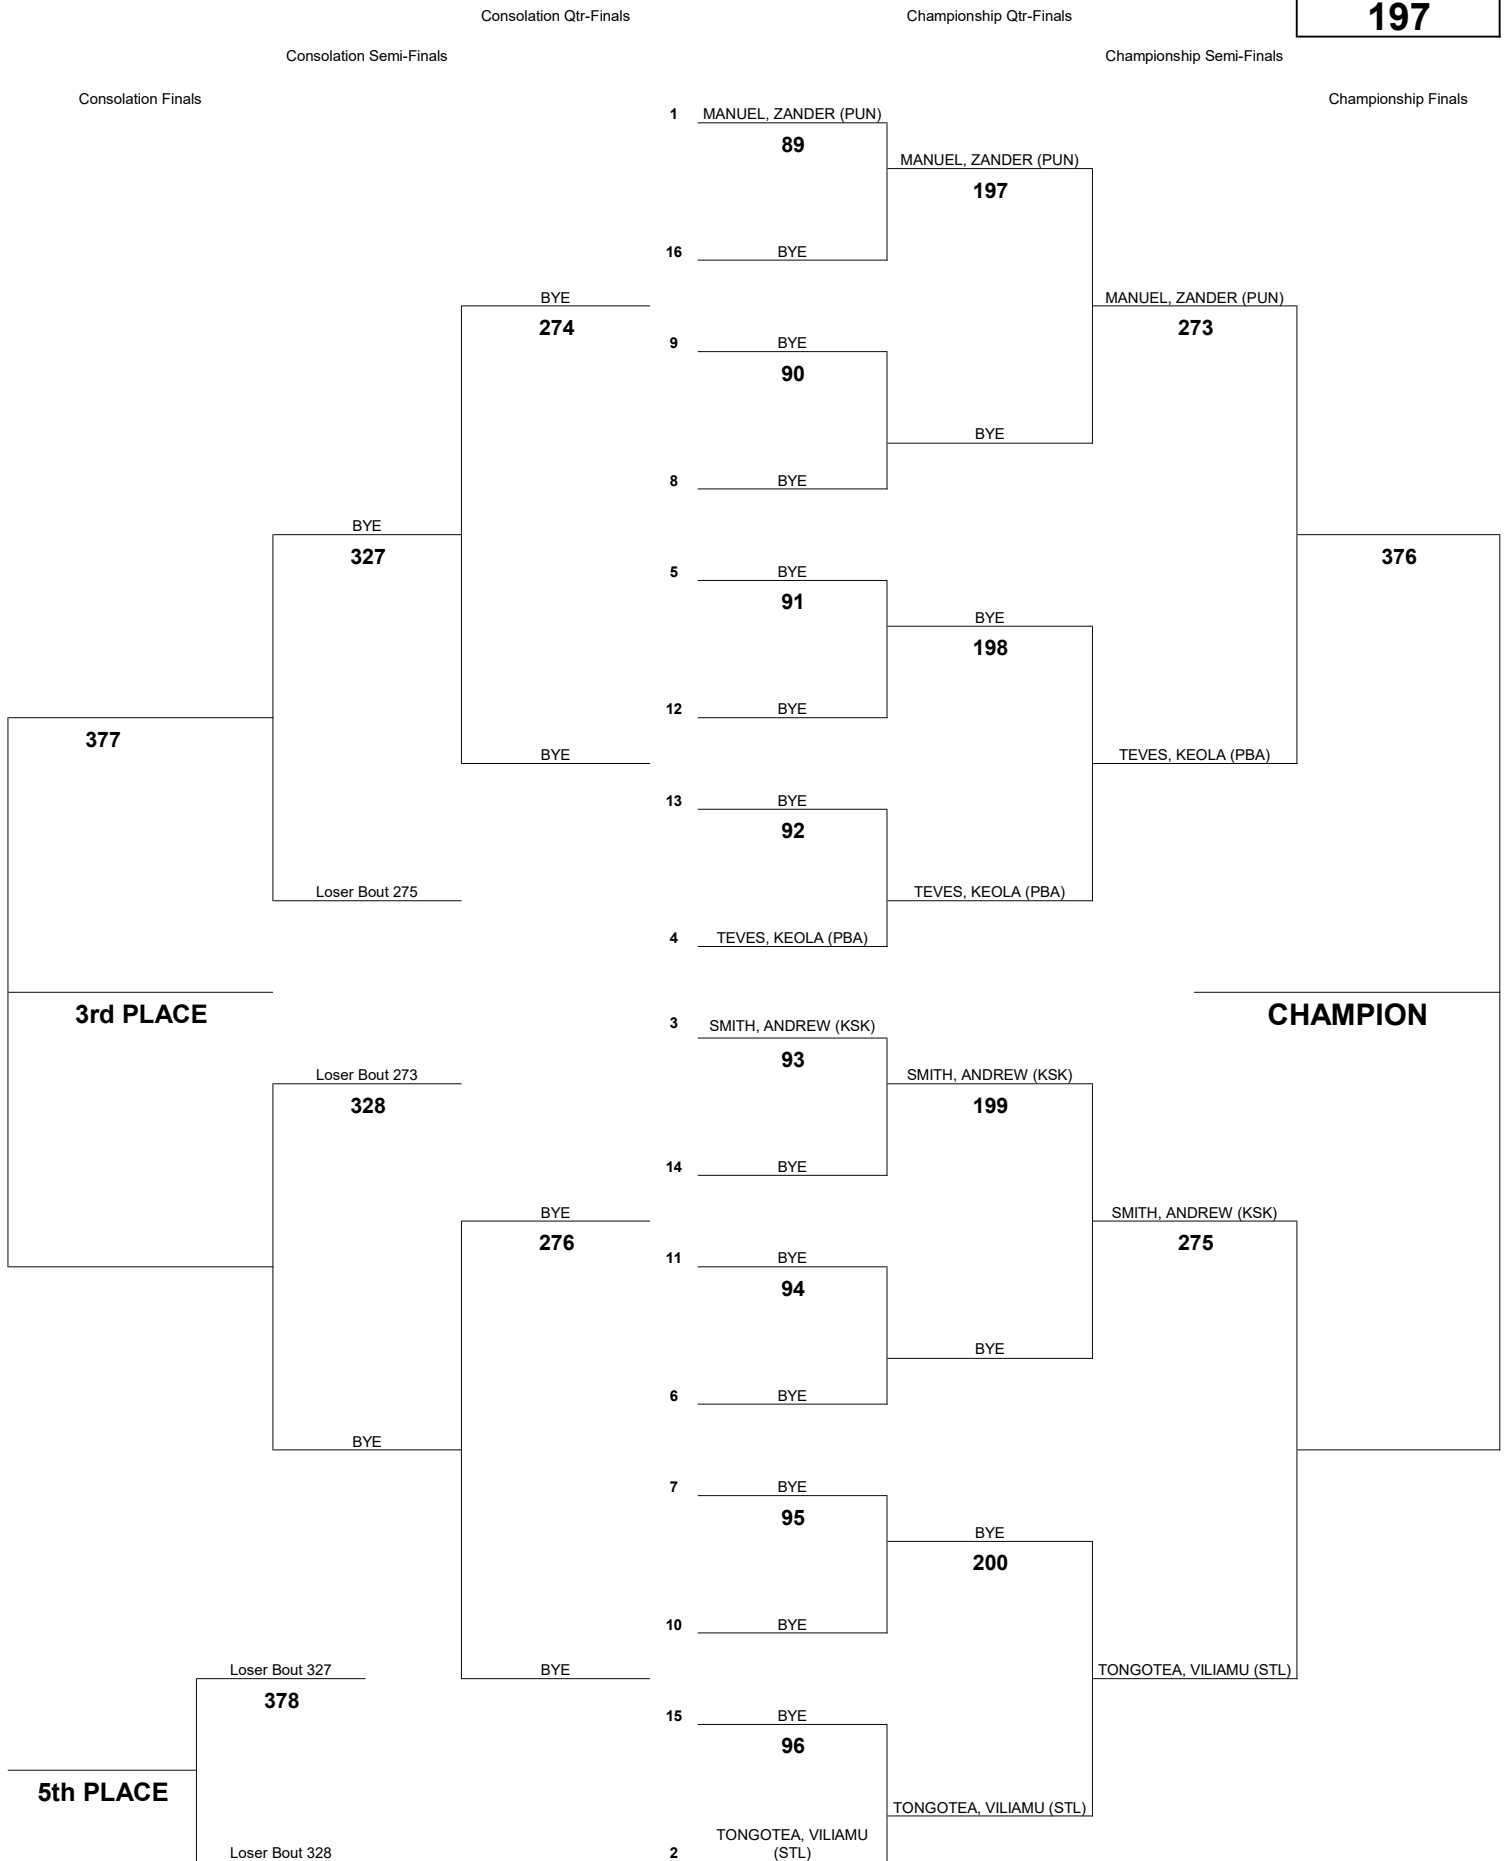 Consolation Qtr-Finals
Championship Qtr-Finals
197
Consolation Semi-Finals
Championship Semi-Finals
Consolation Finals
Championship Finals
1 MANUEL, ZANDER (PUN)
89
MANUEL, ZANDER (PUN)
197
16 BYE
BYE
274
MANUEL, ZANDER (PUN)
273
9 BYE
90
BYE
8 BYE
BYE
327
376
5 BYE
91
BYE
198
12 BYE
377
BYE
TEVES, KEOLA (PBA)
13 BYE
92
Loser Bout 275
TEVES, KEOLA (PBA)
4 TEVES, KEOLA (PBA)
3rd PLACE
CHAMPION
3 SMITH, ANDREW (KSK)
93
Loser Bout 273
328
SMITH, ANDREW (KSK)
199
14 BYE
BYE
276
SMITH, ANDREW (KSK)
275
11 BYE
94
BYE
6 BYE
BYE
7 BYE
95
BYE
200
10 BYE
Loser Bout 327
378
BYE
TONGOTEA, VILIAMU (STL)
15 BYE
96
5th PLACE
TONGOTEA, VILIAMU (STL)
Loser Bout 328
2 TONGOTEA, VILIAMU
(STL)